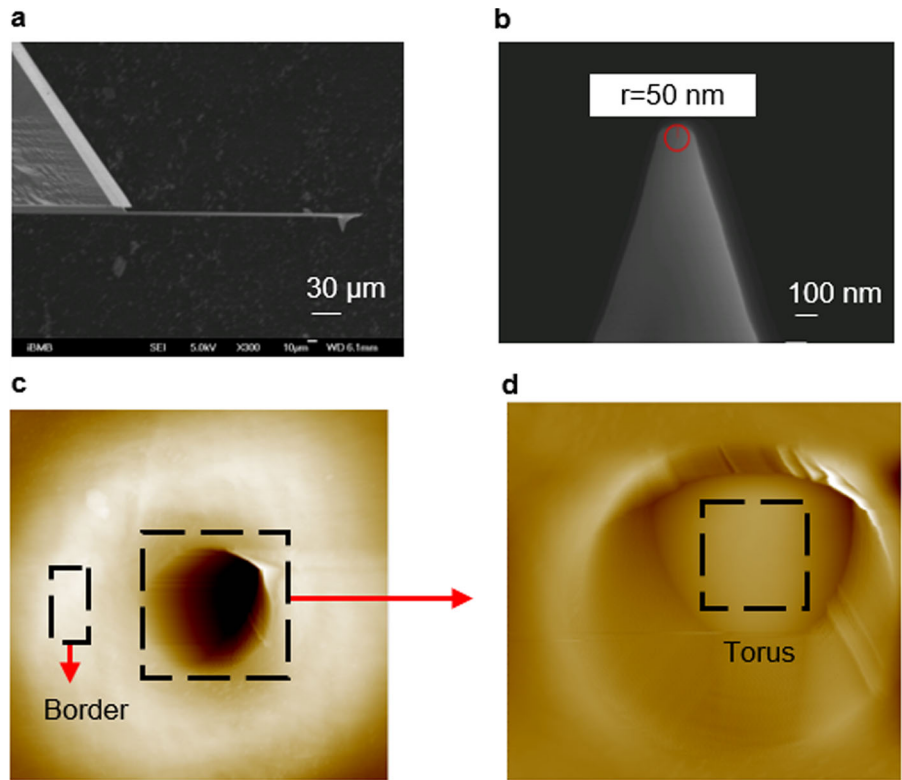 a
b
r=50 nm
30 µm
100 nm
iBMB SEI 5.0kV X300 10µm WD 6.1mm
c
d
Border
Torus